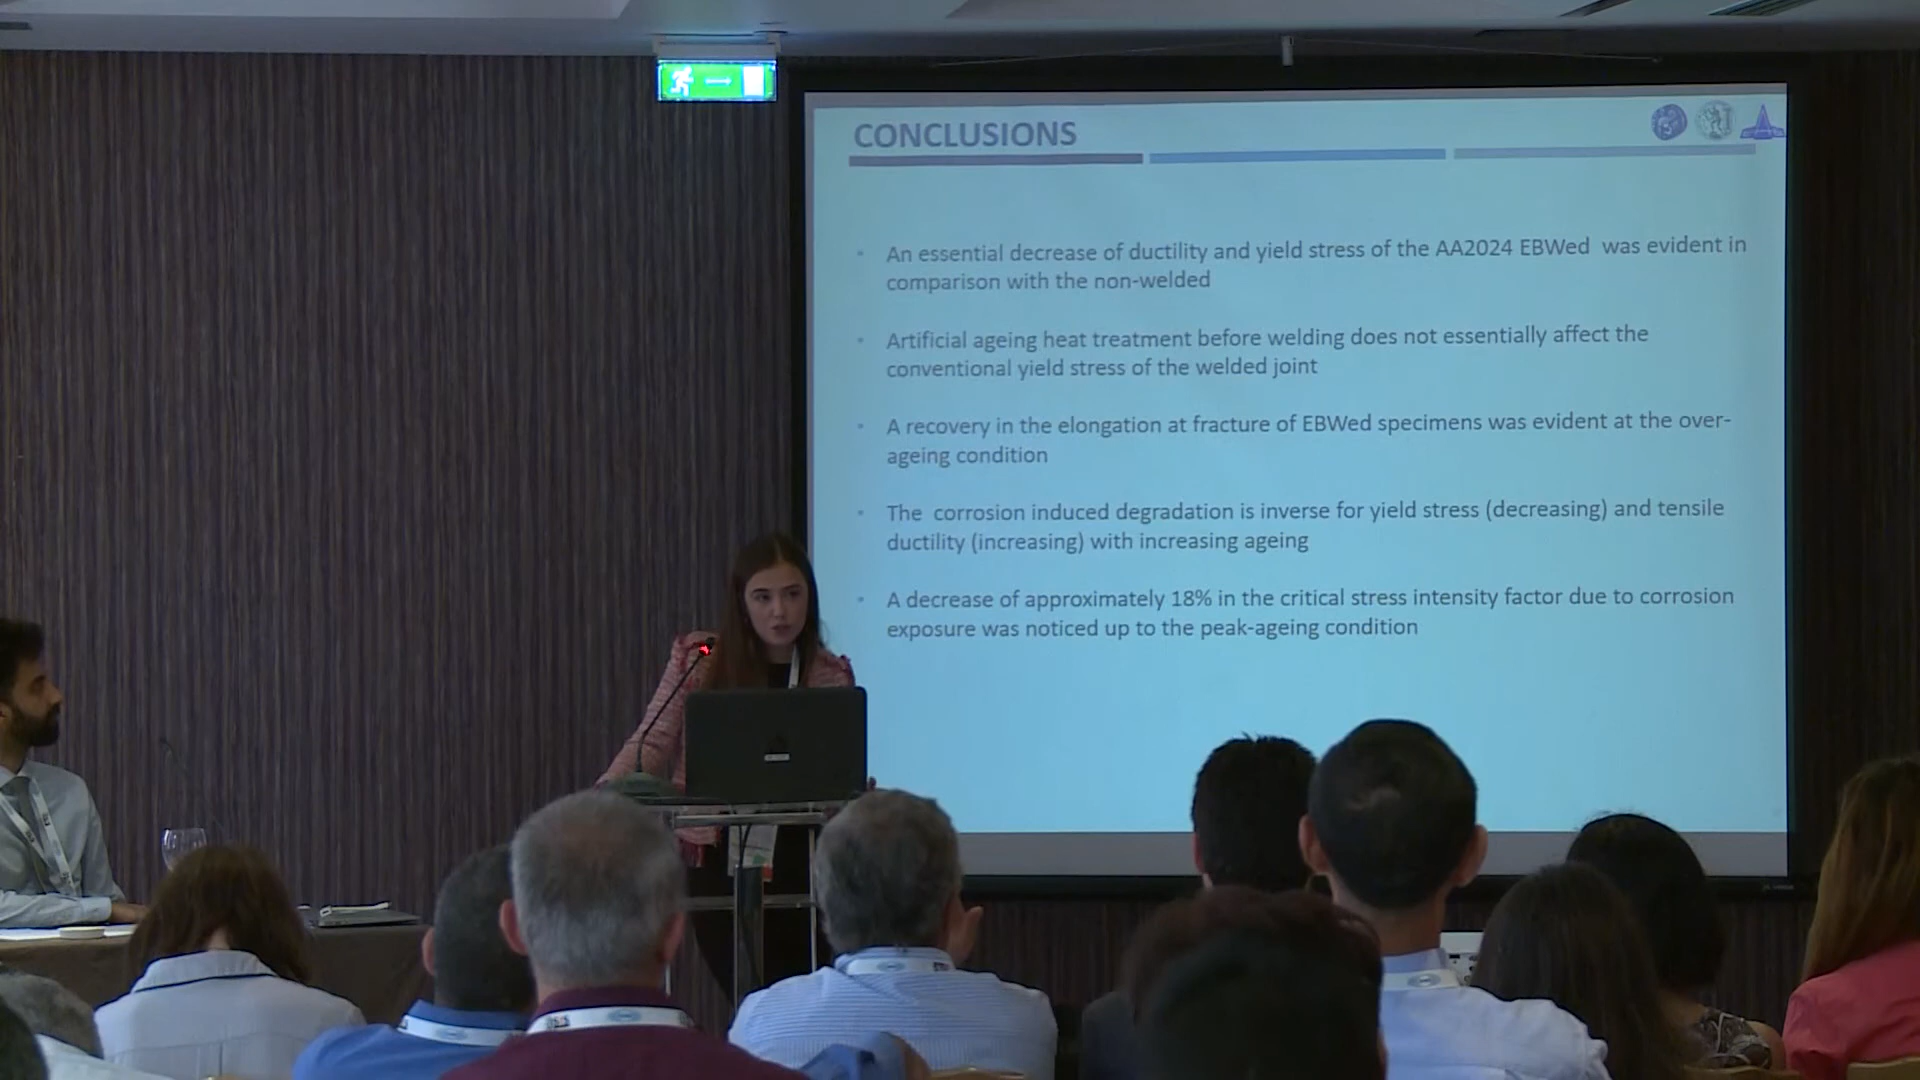 CONCLUSIONS
• An essential decrease of ductility and yield stress of the AA2024 EBWed was evident in
comparison with the non-welded
• Artificial ageing heat treatment before welding does not essentially affect the
conventional yield stress of the welded joint
• A recovery in the elongation at fracture of EBWed specimens was evident at the over-
ageing condition
• The corrosion induced degradation is inverse for yield stress (decreasing) and tensile
ductility (increasing) with increasing ageing
• A decrease of approximately 18% in the critical stress intensity factor due to corrosion
exposure was noticed up to the peak-ageing condition